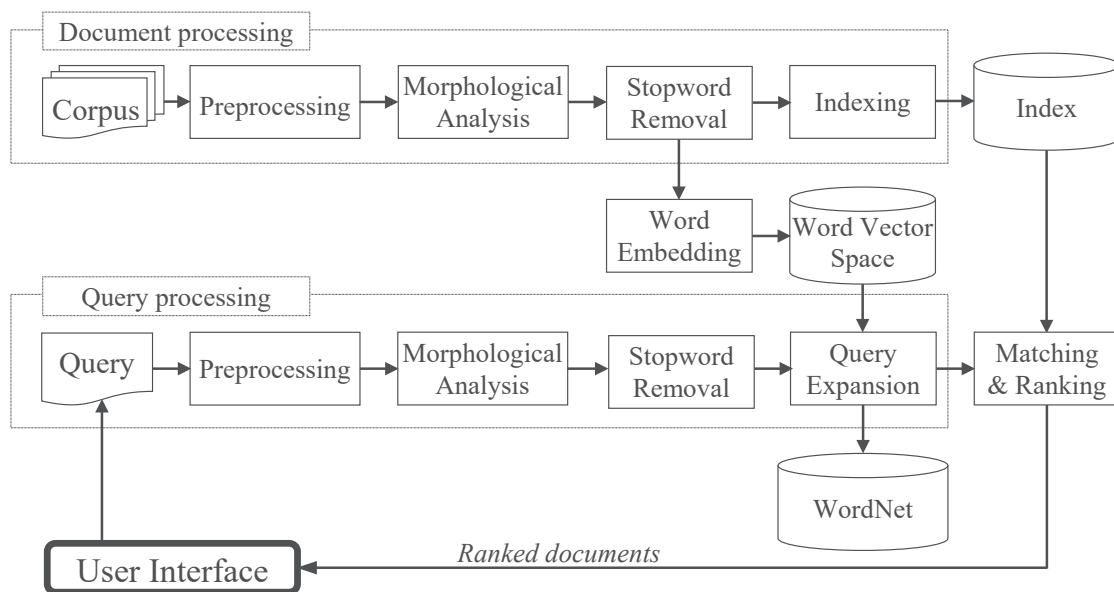 Document processing
Corpus
Preprocessing
Morphological
Analysis
Stopword
Removal
Indexing
Index
Word
Embedding
Word Vector
Space
Query processing
Query
Preprocessing
Morphological
Analysis
Stopword
Removal
Query
Expansion
Matching
& Ranking
WordNet
Ranked documents
User Interface